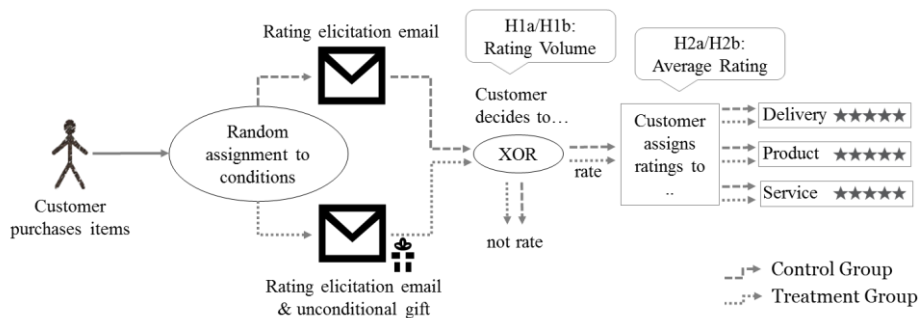 Rating elicitation email
H1a/H1b:
Rating Volume
H2a/H2b:
Average Rating
Customer
decides to…
Random
assignment to
conditions
XOR
rate
not rate
Customer
assigns
ratings to
..
Delivery ★★★★★
Product ★★★★★
Service ★★★★★
Customer
purchases items
Rating elicitation email
& unconditional gift
Control Group
Treatment Group